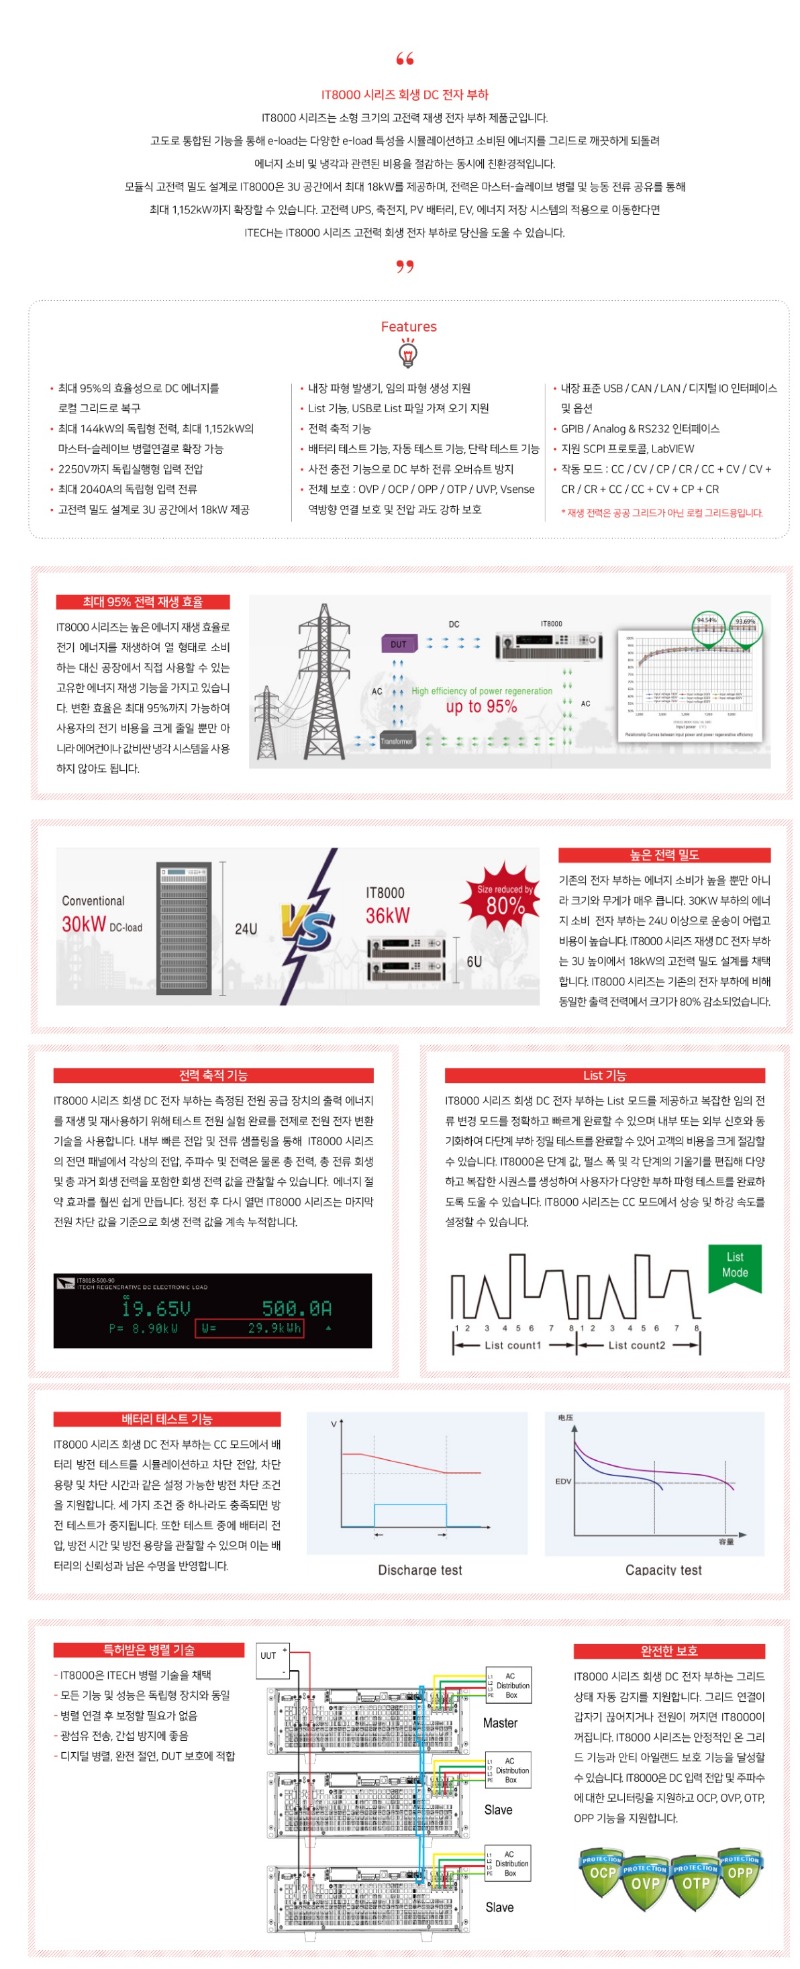 “
IT8000 시리즈 회생 DC 전자 부하
IT8000 시리즈는 소형 크기의 고전력 재생 전자 부하 제품군입니다.
고도로 통합된 기능을 통해 e-load는 다양한 e-load 특성을 시뮬레이션하고 소비된 에너지를 그리드로 깨끗하게 되돌려
에너지 소비 및 냉각과 관련된 비용을 절감하는 동시에 친환경적입니다.
모듈식 고전력 밀도 설계로 IT8000은 3U 공간에서 최대 18kW를 제공하며, 전력은 마스터-슬레이브 병렬 및 능동 전류 공유를 통해
최대 1,152kW까지 확장할 수 있습니다. 고전력 UPS, 축전지, PV 배터리, EV, 에너지 저장 시스템의 적용으로 이동한다면
ITECH는 IT8000 시리즈 고전력 회생 전자 부하로 당신을 도울 수 있습니다.
”
Features
• 최대 95%의 효율성으로 DC 에너지를
로컬 그리드로 복구
• 최대 144kW의 독립형 전력, 최대 1,152kW의
마스터-슬레이브 병렬연결로 확장 가능
• 2250V까지 독립실행형 입력 전압
• 최대 2040A의 독립형 입력 전류
• 고전력 밀도 설계로 3U 공간에서 18kW 제공
• 내장 파형 발생기, 임의 파형 생성 지원
• List 기능, USB로 List 파일 가져 오기 지원
• 전력 축적 기능
• 배터리 테스트 기능, 자동 테스트 기능, 단락 테스트 기능
• 사전 충전 기능으로 DC 부하 전류 오버슈트 방지
• 전체 보호 : OVP / OCP / OPP / OTP / UVP, Vsense
역방향 연결 보호 및 전압 과도 강하 보호
• 내장 표준 USB / CAN / LAN / 디지털 IO 인터페이스
및 옵션
• GPIB / Analog & RS232 인터페이스
• 지원 SCPI 프로토콜, LabVIEW
• 작동 모드 : CC / CV / CP / CR / CC + CV / CV +
CR / CR + CC / CC + CV + CP + CR
* 재생 전력은 공공 그리드가 아닌 로컬 그리드용입니다.
최대 95% 전력 재생 효율
IT8000 시리즈는 높은 에너지 재생 효율로
전기 에너지를 재생하여 열 형태로 소비
하는 대신 공장에서 직접 사용할 수 있는
고유한 에너지 재생 기능을 가지고 있습니
다. 변환 효율은 최대 95%까지 가능하여
사용자의 전기 비용을 크게 줄일 뿐만 아
니라 에어컨이나 값비싼 냉각 시스템을 사용
하지 않아도 됩니다.
DC
IT8000
DUT
AC
High efficiency of power regeneration
up to 95%
AC
Transformer
94.54%
93.69%
Relationship Curves between input power and power regenerative efficiency
Conventional
30kW DC-load
24U
VS
IT8000
36kW
6U
Size reduced by
80%
높은 전력 밀도
기존의 전자 부하는 에너지 소비가 높을 뿐만 아니
라 크기와 무게가 매우 큽니다. 30KW 부하의 에너
지 소비 전자 부하는 24U 이상으로 운송이 어렵고
비용이 높습니다. IT8000 시리즈 재생 DC 전자 부하
는 3U 높이에서 18kW의 고전력 밀도 설계를 채택
합니다. IT8000 시리즈는 기존의 전자 부하에 비해
동일한 출력 전력에서 크기가 80% 감소되었습니다.
전력 축적 기능
IT8000 시리즈 회생 DC 전자 부하는 측정된 전원 공급 장치의 출력 에너지
를 재생 및 재사용하기 위해 테스트 전원 실험 완료를 전제로 전원 전자 변환
기술을 사용합니다. 내부 빠른 전압 및 전류 샘플링을 통해 IT8000 시리즈
의 전면 패널에서 각상의 전압, 주파수 및 전력은 물론 총 전력, 총 전류 회생
및 총 과거 회생 전력을 포함한 회생 전력 값을 관찰할 수 있습니다. 에너지 절
약 효과를 훨씬 쉽게 만듭니다. 정전 후 다시 열면 IT8000 시리즈는 마지막
전원 차단 값을 기준으로 회생 전력 값을 계속 누적합니다.
IT8018-500-90
ITECH REGENERATIVE DC ELECTRONIC LOAD
19.65V 500.0A
P= 8.90kW W= 29.9kWh
List 기능
IT8000 시리즈 회생 DC 전자 부하는 List 모드를 제공하고 복잡한 임의 전
류 변경 모드를 정확하고 빠르게 완료할 수 있으며 내부 또는 외부 신호와 동
기화하여 다단계 부하 정밀 테스트를 완료할 수 있어 고객의 비용을 크게 절감할
수 있습니다. IT8000은 단계 값, 펄스 폭 및 각 단계의 기울기를 편집해 다양
하고 복잡한 시퀀스를 생성하여 사용자가 다양한 부하 파형 테스트를 완료하
도록 도울 수 있습니다. IT8000 시리즈는 CC 모드에서 상승 및 하강 속도를
설정할 수 있습니다.
List
Mode
1 2 3 4 5 6 7 8 1 2 3 4 5 6 7 8
List count1 List count2
배터리 테스트 기능
IT8000 시리즈 회생 DC 전자 부하는 CC 모드에서 배
터리 방전 테스트를 시뮬레이션하고 차단 전압, 차단
용량 및 차단 시간과 같은 설정 가능한 방전 차단 조건
을 지원합니다. 세 가지 조건 중 하나라도 충족되면 방
전 테스트가 중지됩니다. 또한 테스트 중에 배터리 전
압, 방전 시간 및 방전 용량을 관찰할 수 있으며 이는 배
터리의 신뢰성과 남은 수명을 반영합니다.
V
Discharge test
电压
EDV
容量
Capacity test
특허받은 병렬 기술
- IT8000은 ITECH 병렬 기술을 채택
- 모든 기능 및 성능은 독립형 장치와 동일
- 병렬 연결 후 보정할 필요가 없음
- 광섬유 전송, 간섭 방지에 좋음
- 디지털 병렬, 완전 절연, DUT 보호에 적합
UUT
+
-
L1
L2
L3
PE
AC
Distribution
Box
Master
L1
L2
L3
PE
AC
Distribution
Box
Slave
L1
L2
L3
PE
AC
Distribution
Box
Slave
완전한 보호
IT8000 시리즈 회생 DC 전자 부하는 그리드
상태 자동 감지를 지원합니다. 그리드 연결이
갑자기 끊어지거나 전원이 꺼지면 IT8000이
꺼집니다. IT8000 시리즈는 안정적인 온 그리
드 기능과 안티 아일랜드 보호 기능을 달성할
수 있습니다. IT8000은 DC 입력 전압 및 주파수
에 대한 모니터링을 지원하고 OCP, OVP, OTP,
OPP 기능을 지원합니다.
PROTECTION
OCP
PROTECTION
OVP
PROTECTION
OTP
PROTECTION
OPP